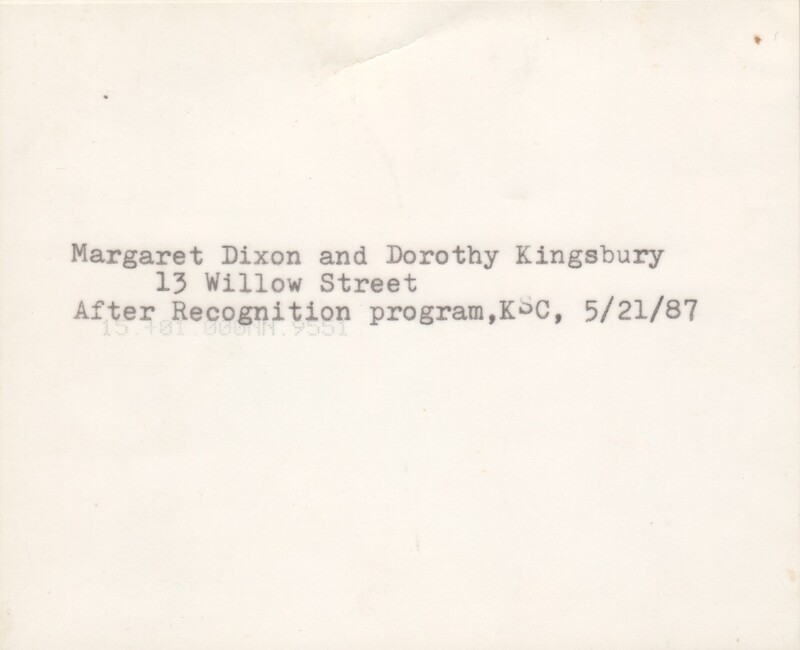 Margaret Dixon and Dorothy Kingsbury
13 Willow Street
After Recognition program,KSC, 5/21/87